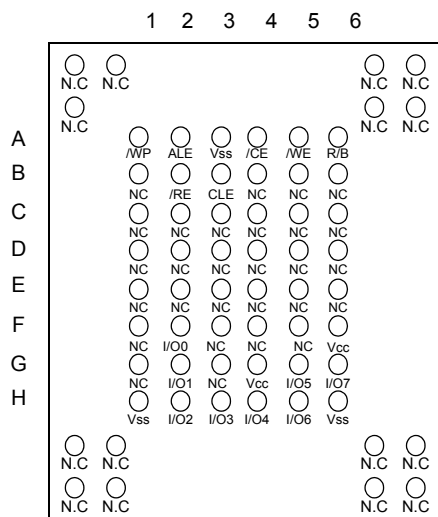 1 2 3 4 5 6
N.C N.C N.C N.C
N.C N.C N.C
A
/WP ALE Vss /CE /WE R/B
B
NC /RE CLE NC NC NC
C
NC NC NC NC NC NC
D
NC NC NC NC NC NC
E
NC NC NC NC NC NC
F
NC I/O0 NC NC NC Vcc
G
NC I/O1 NC Vcc I/O5 I/O7
H
Vss I/O2 I/O3 I/O4 I/O6 Vss
N.C N.C N.C N.C
N.C N.C N.C N.C